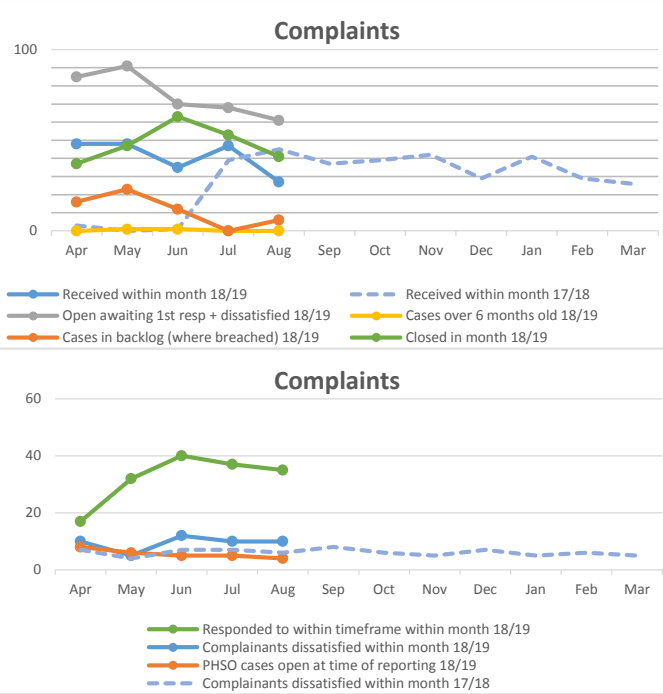 Complaints
100
0
Apr May Jun Jul Aug Sep Oct Nov Dec Jan Feb Mar
Received within month 18/19 Received within month 17/18
Open awaiting 1st resp + dissatisfied 18/19 Cases over 6 months old 18/19
Cases in backlog (where breached) 18/19 Closed in month 18/19
Complaints
60
40
20
0
Apr May Jun Jul Aug Sep Oct Nov Dec Jan Feb Mar
Responded to within timeframe within month 18/19
Complainants dissatisfied within month 18/19
PHSO cases open at time of reporting 18/19
Complainants dissatisfied within month 17/18